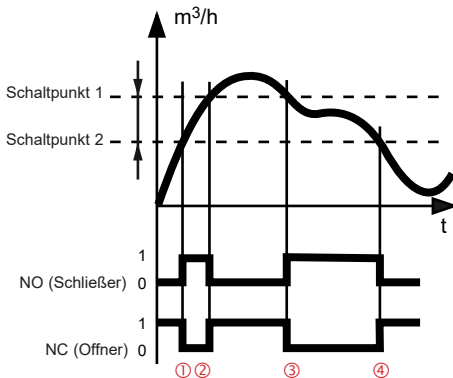 m³/h
Schaltpunkt 1
Schaltpunkt 2
t
1
NO (Schließer) 0
1
NC (Offner) 0
① ② ③ ④